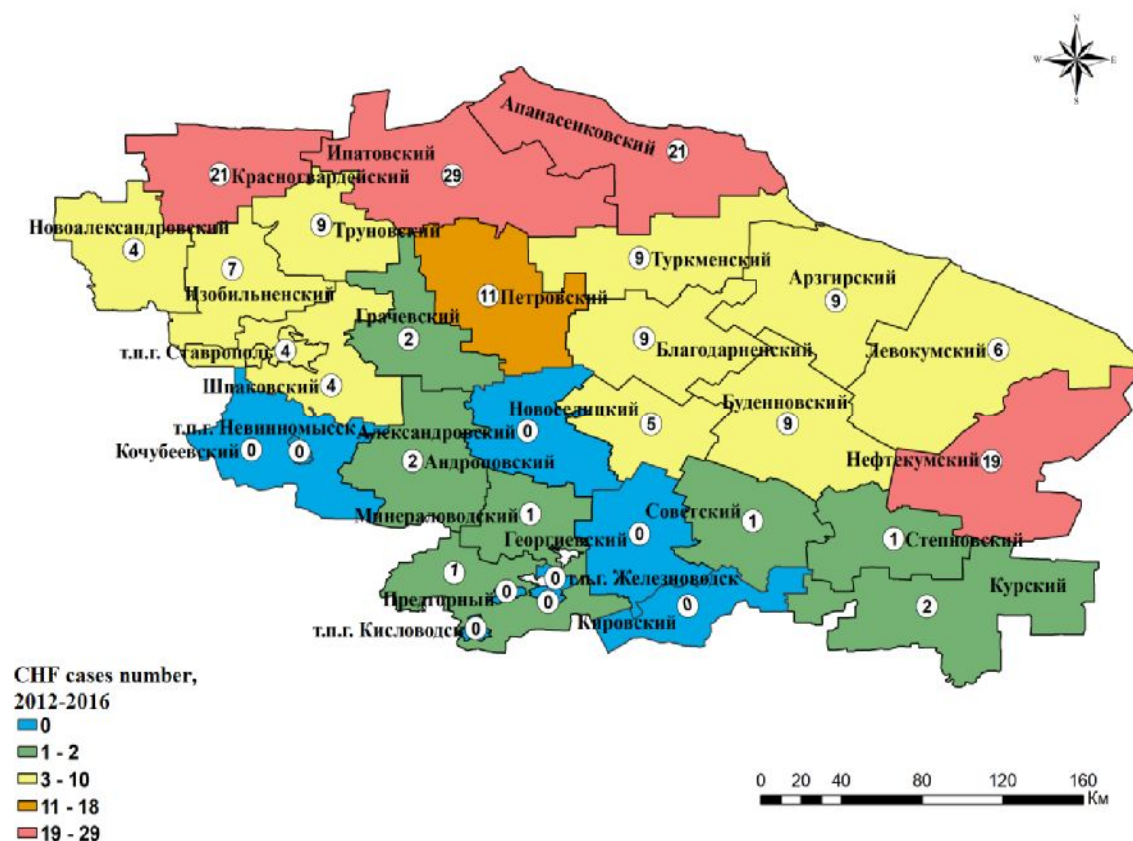 N
W E
S
Апанасенковский
21
Ипатовский
21 Красногвардейский 29
Новоалександровский
4
9 Труновский
7
Изобильненский
9 Туркменский
Арзгирский
9
11 Петровский
Грачевский
2
9
Благодарненский
Левокумский 6
т.п.г. Ставрополь 4
Шпаковский 4
Новоселицкий
Буденновский
5
9
т.п.г. Невинномысск
Александровский 0
Кочубеевский 0 0
2 Андроповский
Нефтекумский 19
Минераловодский 1
Советский
1
Георгиевский 0
1 Степновский
1
0 т.п.г. Железноводск
Курский
Предгорный 0
0
0
2
т.п.г. Кисловодск 0
Кировский
CHF cases number,
2012-2016
0
1 - 2
3 - 10
11 - 18
19 - 29
0 20 40 80 120 160
Км